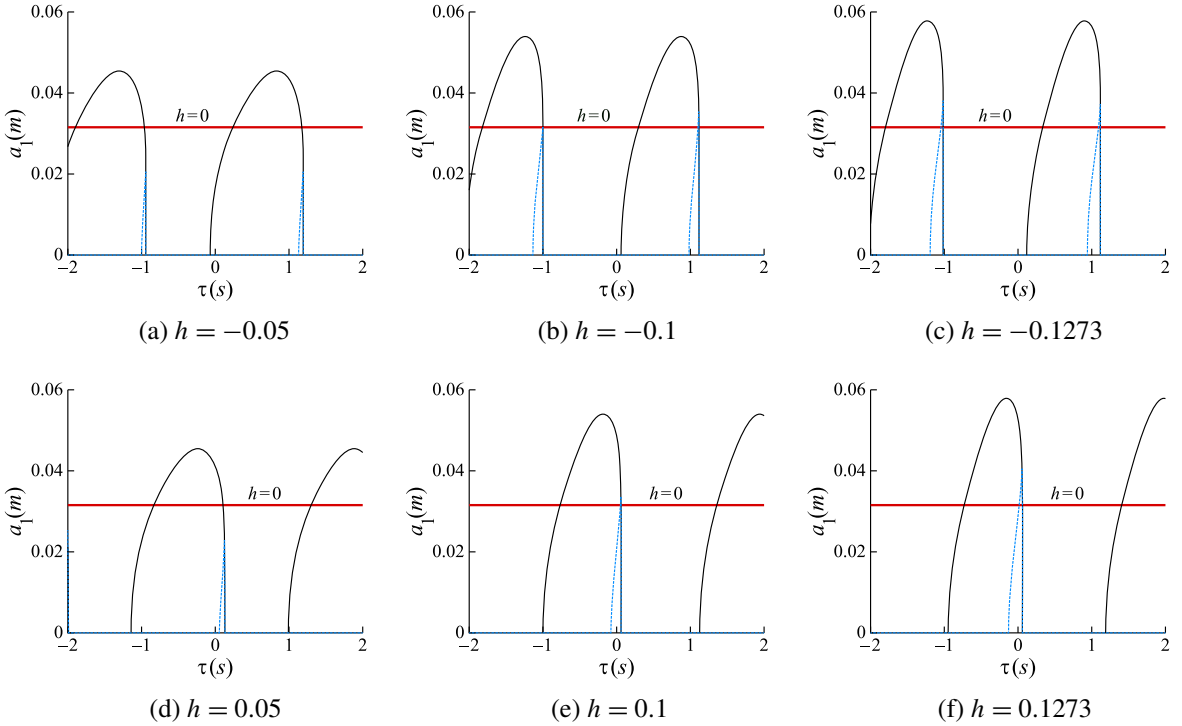 0.06
0.04
0.02
0
a₁(m)
h=0
−2 −1 0 1 2
τ(s)
(a) h = −0.05
0.06
0.04
0.02
0
a₁(m)
h=0
−2 −1 0 1 2
τ(s)
(b) h = −0.1
0.06
0.04
0.02
0
a₁(m)
h=0
−2 −1 0 1 2
τ(s)
(c) h = −0.1273
0.06
0.04
0.02
0
a₁(m)
h=0
−2 −1 0 1 2
τ(s)
(d) h = 0.05
0.06
0.04
0.02
0
a₁(m)
h=0
−2 −1 0 1 2
τ(s)
(e) h = 0.1
0.06
0.04
0.02
0
a₁(m)
h=0
−2 −1 0 1 2
τ(s)
(f) h = 0.1273